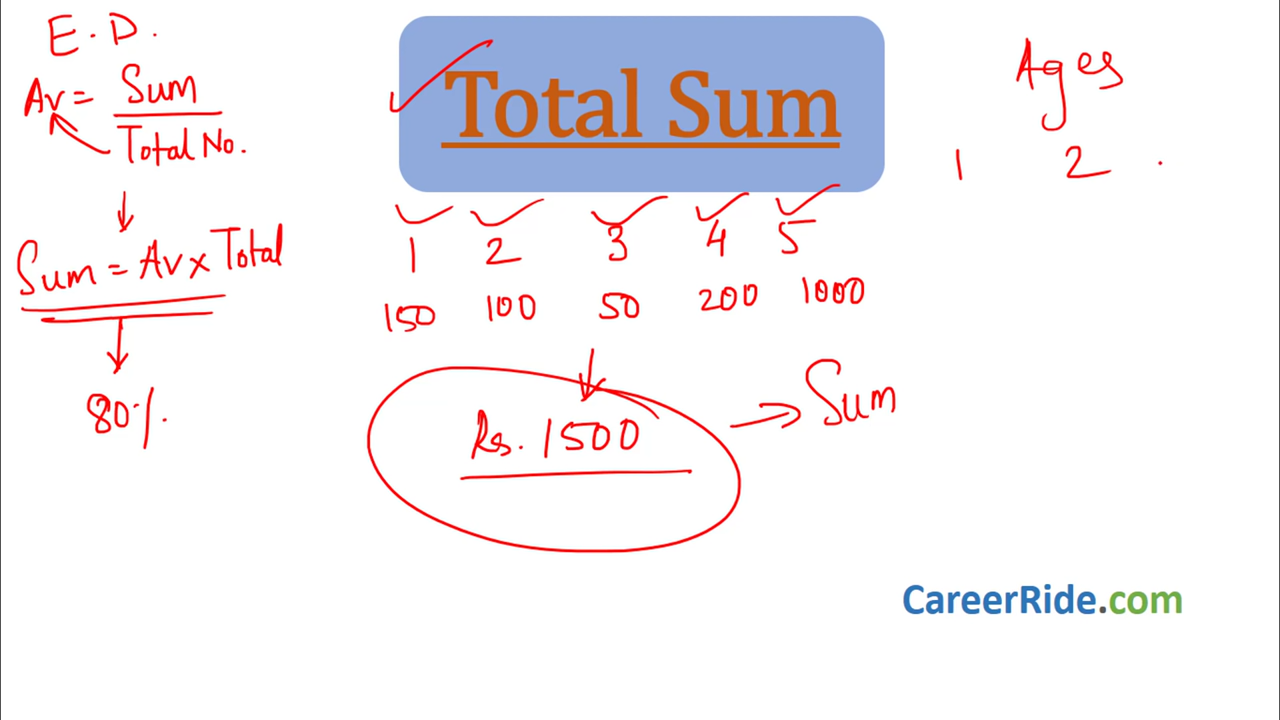 E.D.
Av = Sum
Total No.
Sum = Av x Total
80%.
Total Sum
1 2 3 4 5
150 100 50 200 1000
Rs. 1500
Sum
Ages
1 2 .
CareerRide.com